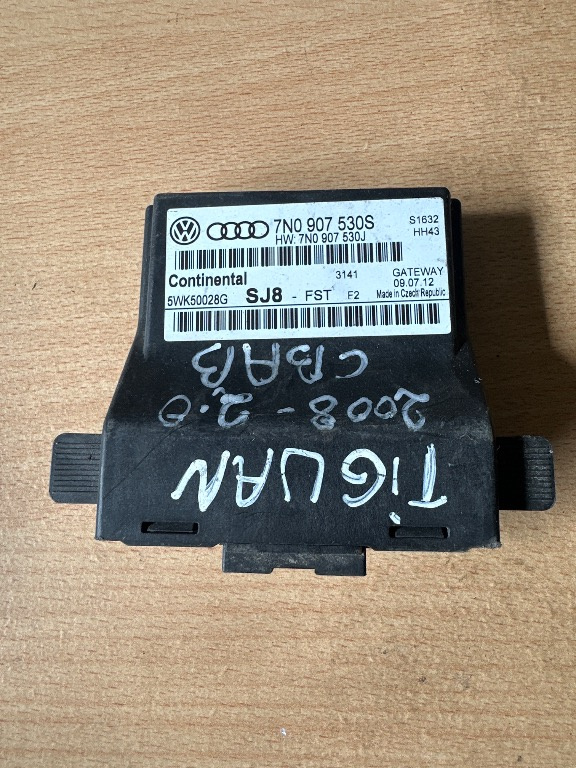 7N0 907 530S
HW: 7N0 907 530J
S1632
HH43
Continental
3141
GATEWAY
09.07.12
5WK50028G SJ8 - FST F2 Made in Czech Republic
TiGUAN
2008 - 2.0
CBAB